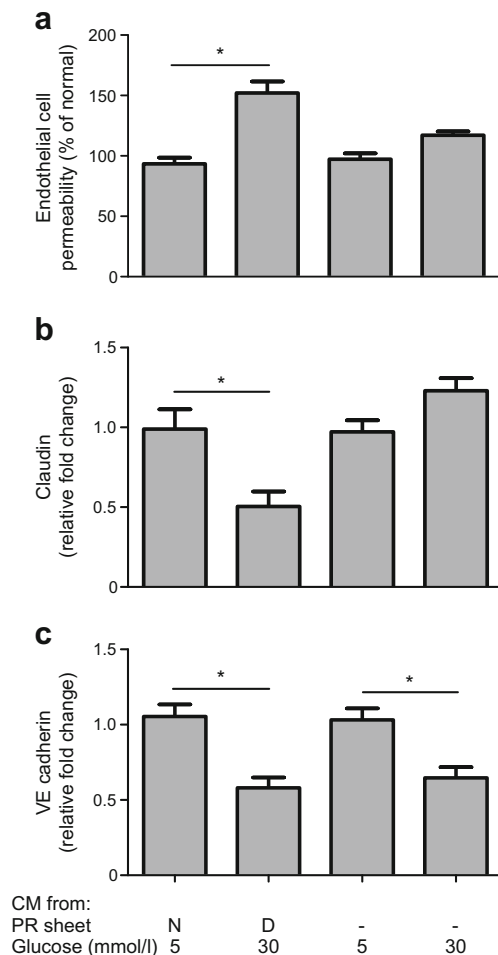 a
Endothelial cell
permeability (% of normal)
200
150
100
50
0
*
b
Claudin
(relative fold change)
1.5
1.0
0.5
0
*
c
VE cadherin
(relative fold change)
1.5
1.0
0.5
0
*
*
CM from:
PR sheet N D - -
Glucose (mmol/l) 5 30 5 30